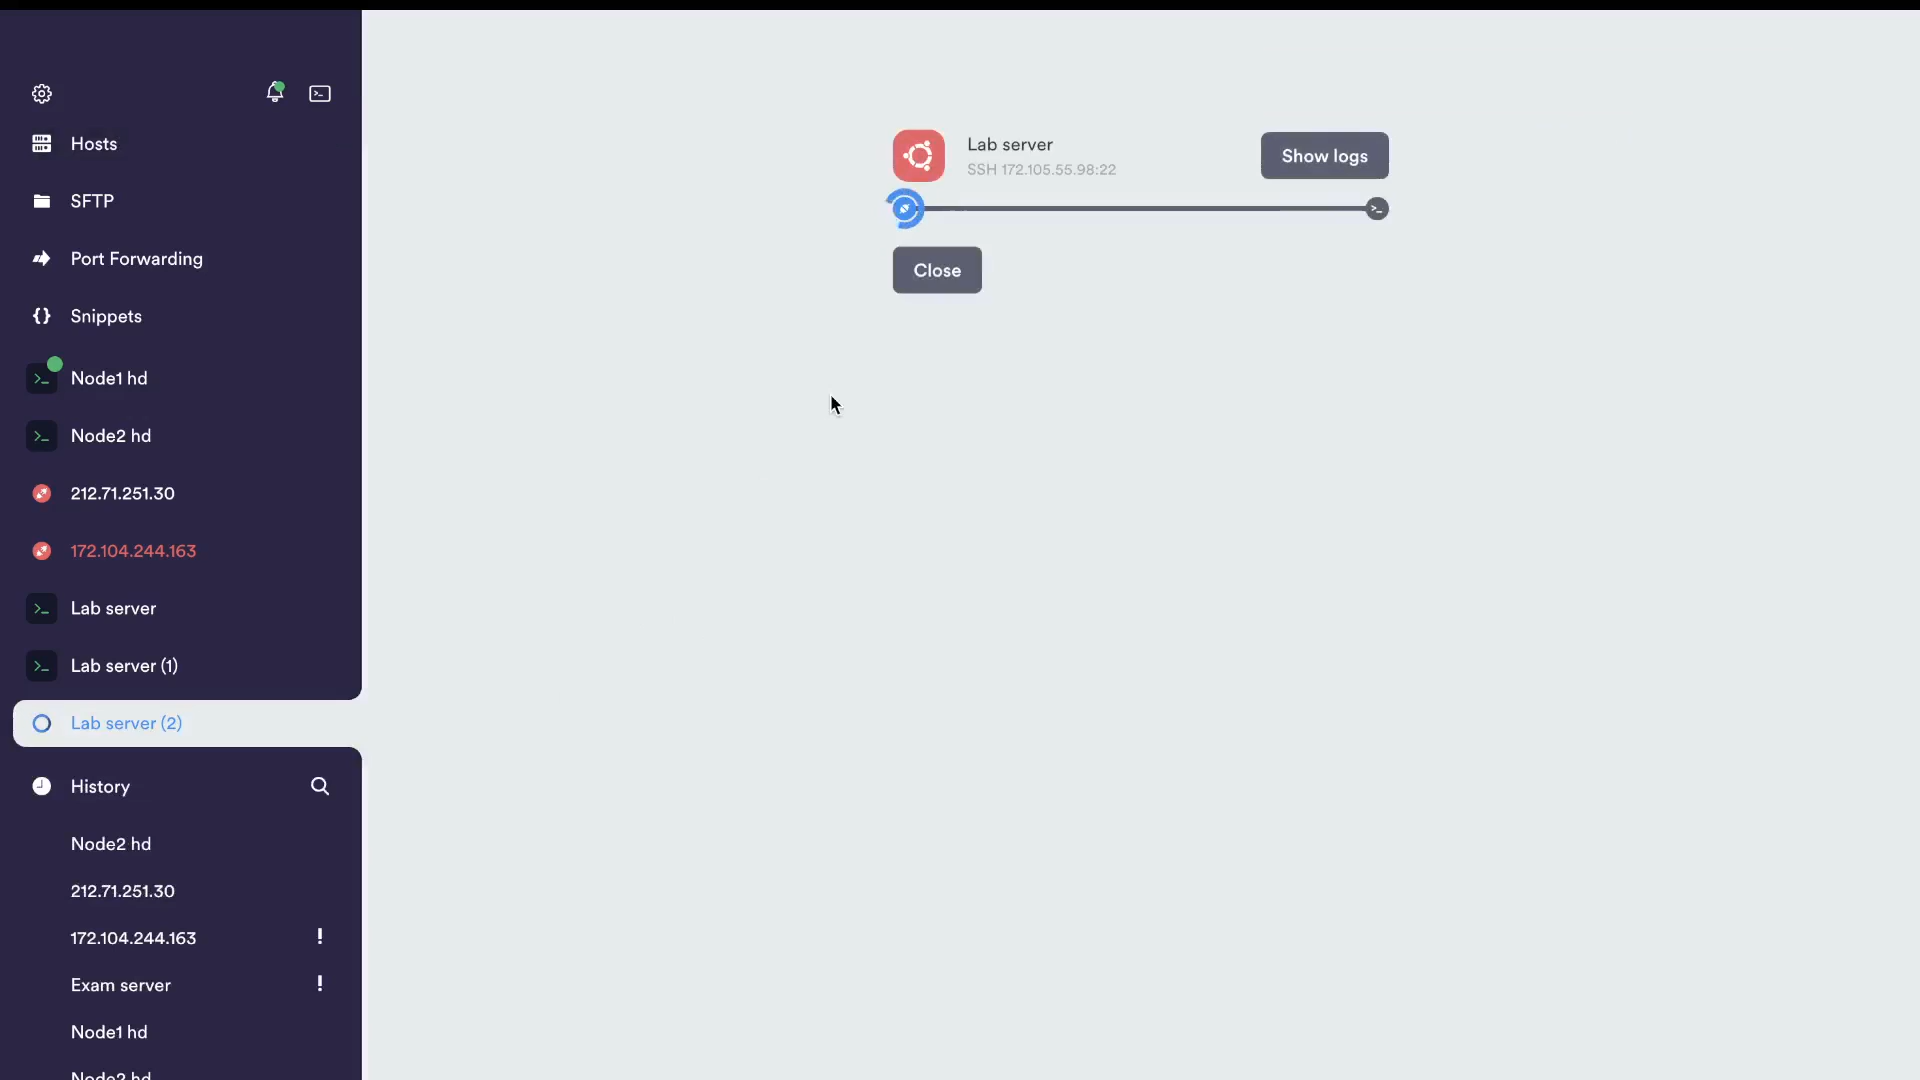 Hosts
SFTP
Port Forwarding
Snippets
Node1 hd
Node2 hd
212.71.251.30
172.104.244.163
Lab server
Lab server (1)
Lab server (2)
History
Node2 hd
212.71.251.30
172.104.244.163 !
Exam server !
Node1 hd
Node2 hd
Lab server
SSH 172.105.55.98:22
Show logs
Close